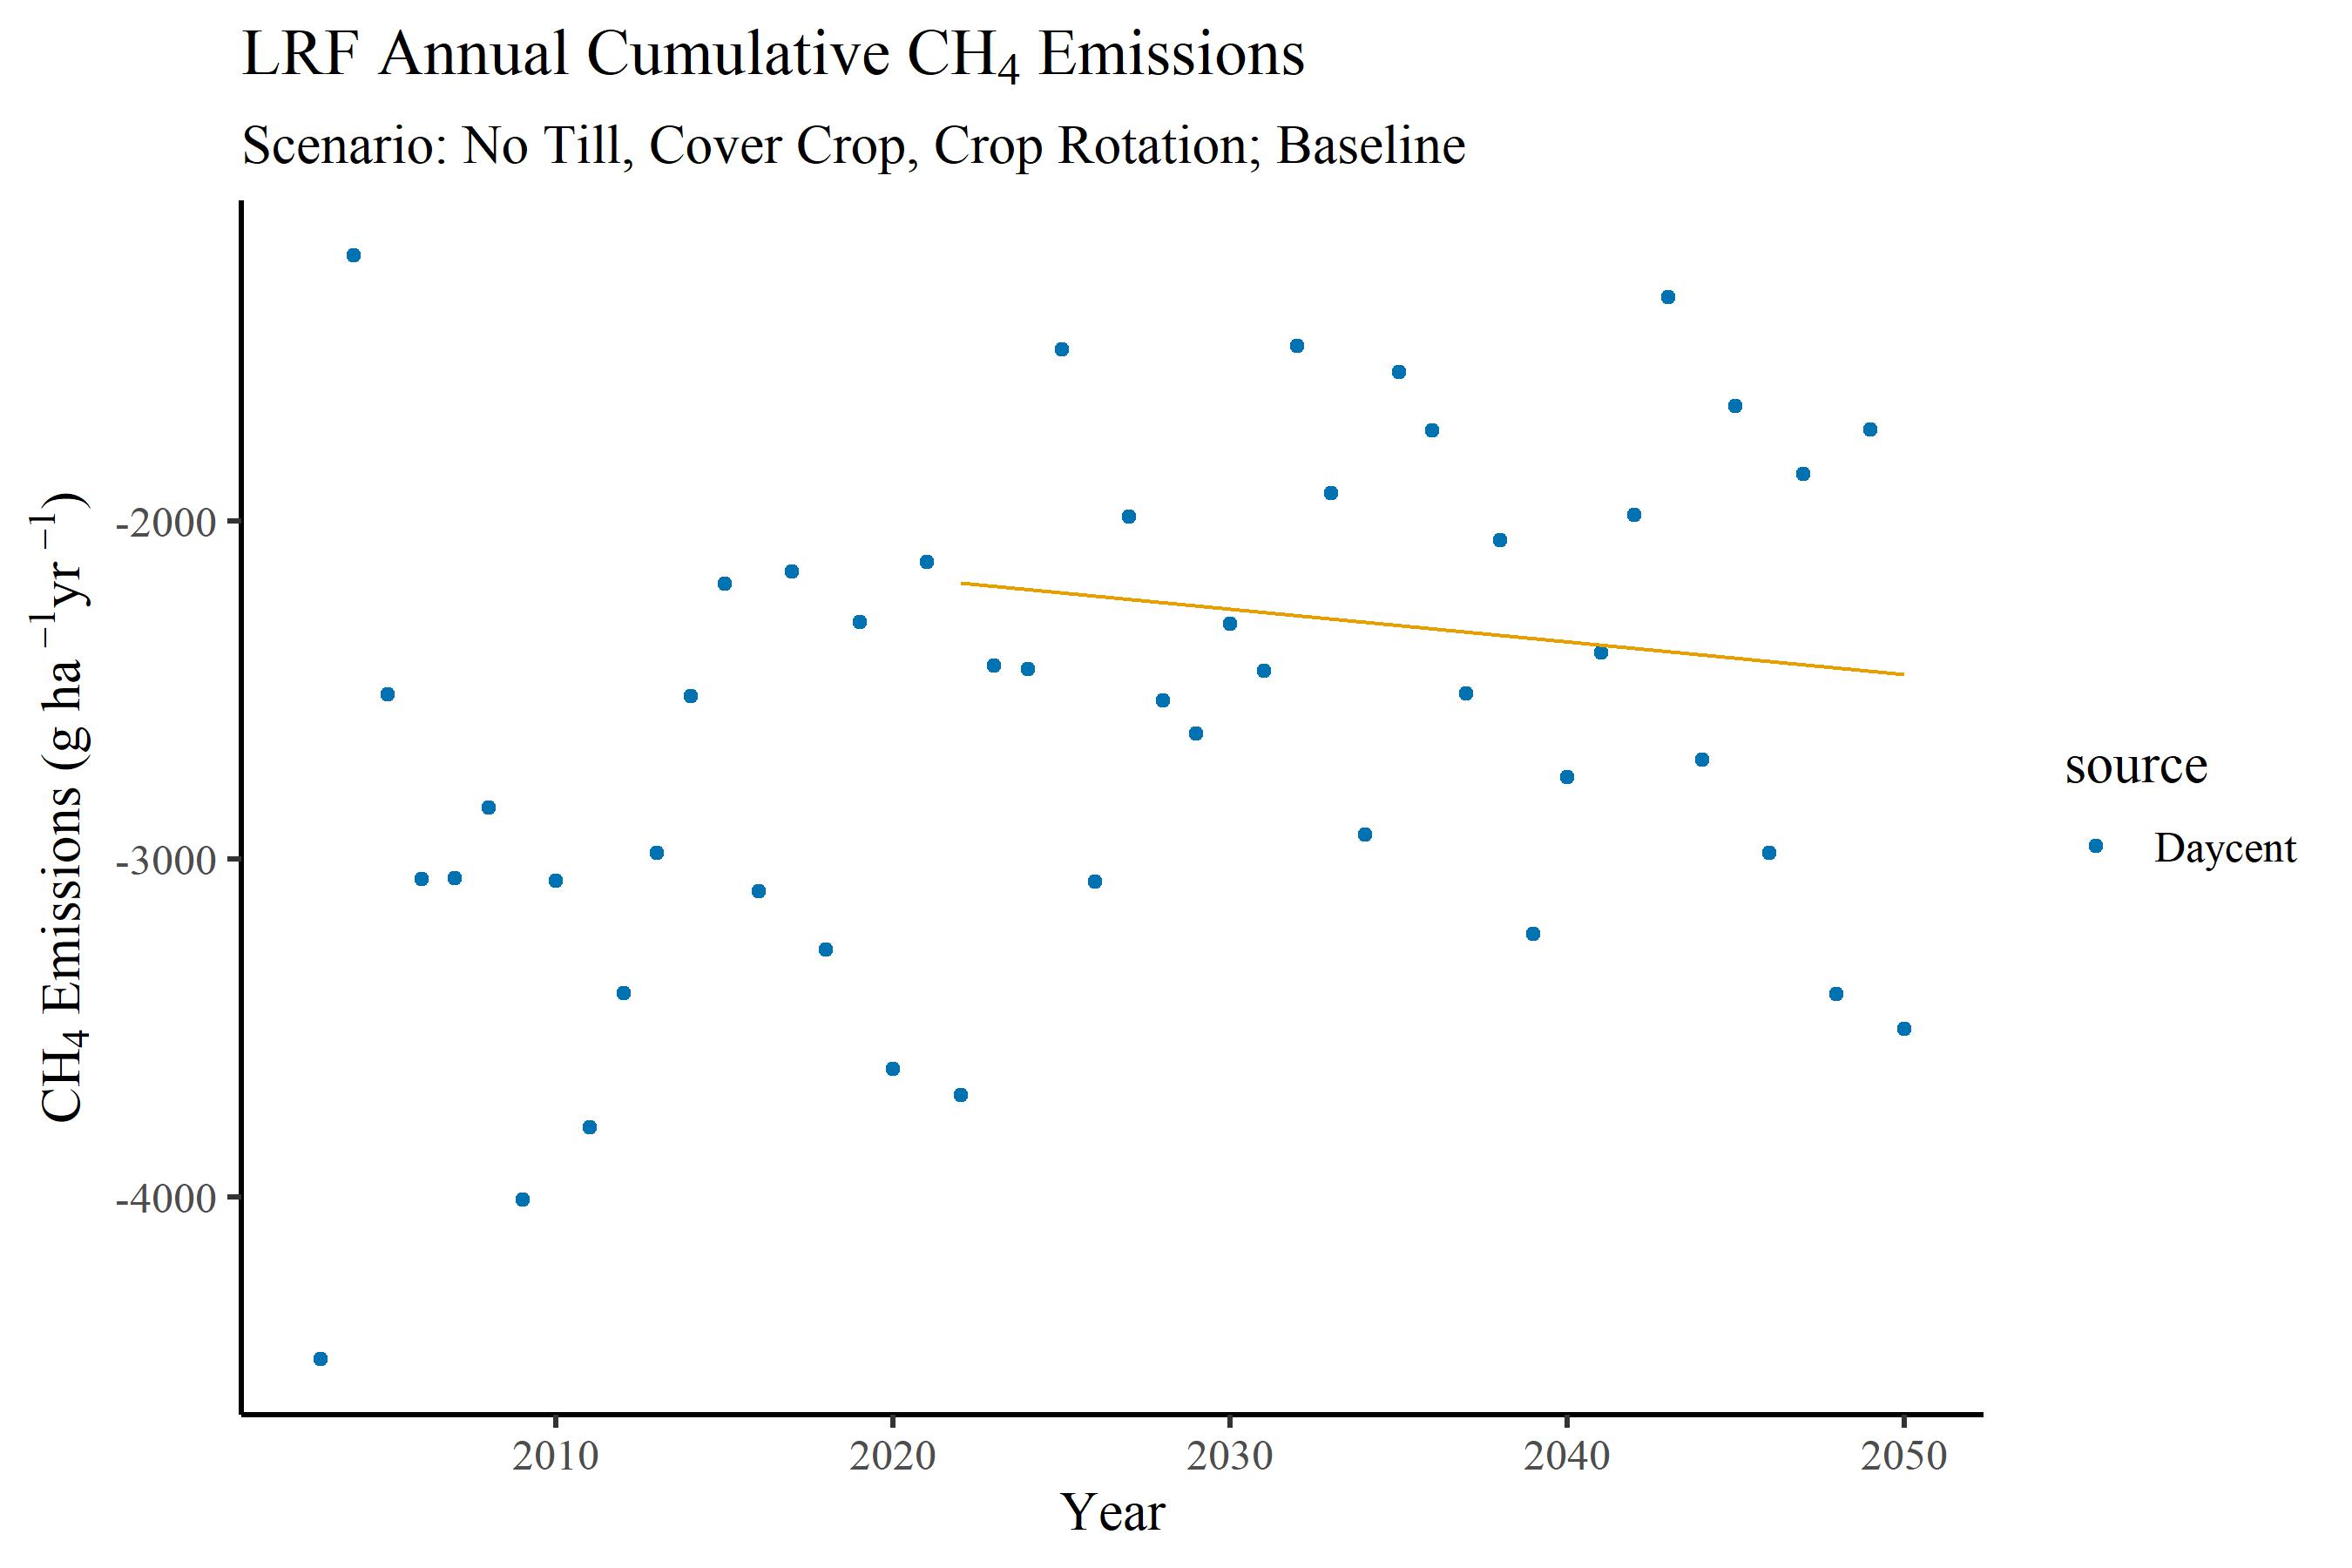 LRF Annual Cumulative CH₄ Emissions
Scenario: No Till, Cover Crop, Crop Rotation; Baseline
CH₄ Emissions (g ha ⁻¹yr ⁻¹)
-2000
-3000
-4000
2010 2020 2030 2040 2050
Year
source
Daycent